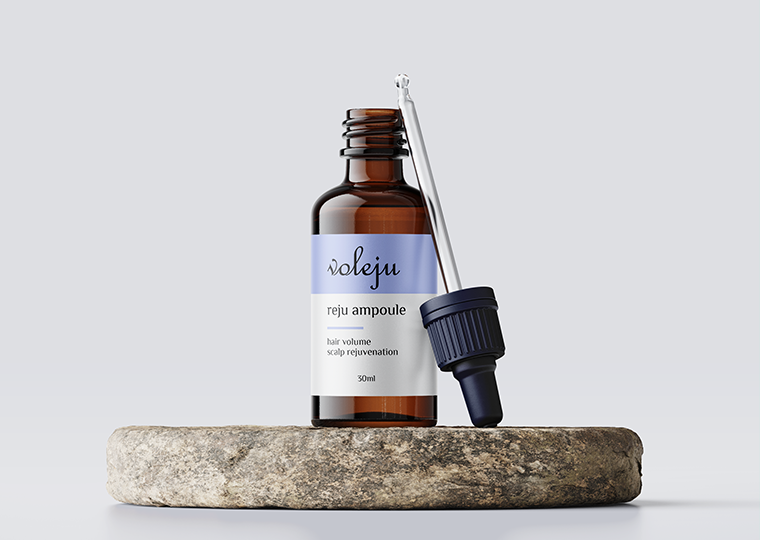 voleju
reju ampoule
hair volume
scalp rejuvenation
30ml